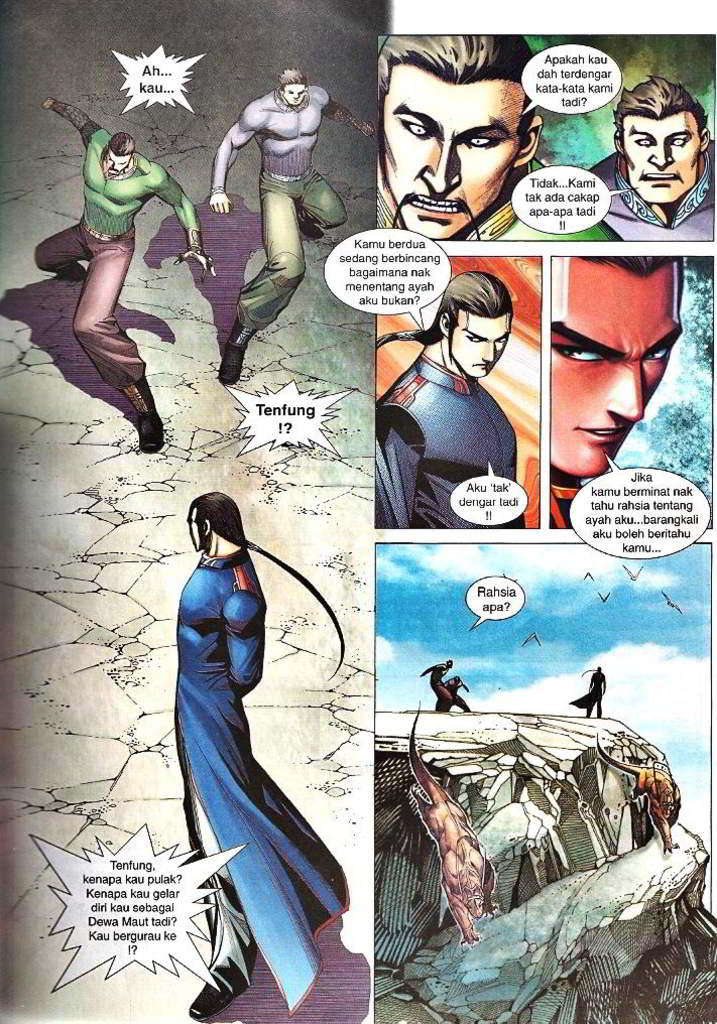 Ah...
kau...
Tenfung
!?
Tenfung,
kenapa kau pulak?
Kenapa kau gelar
diri kau sebagai
Dewa Maut tadi?
Kau bergurau ke
!?
Apakah kau
dah terdengar
kata-kata kami
tadi?
Tidak...Kami
tak ada cakap
apa-apa tadi
!!
Kamu berdua
sedang berbincang
bagaimana nak
menentang ayah
aku bukan?
Aku 'tak'
dengar tadi
!!
Jika
kamu berminat nak
tahu rahsia tentang
ayah aku...barangkali
aku boleh beritahu
kamu...
Rahsia
apa?